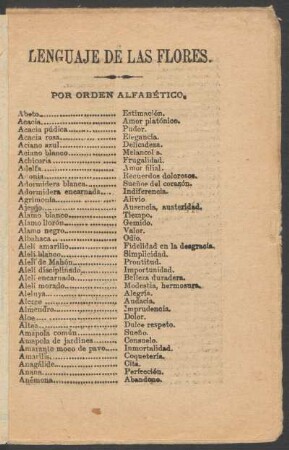 LENGUAJE DE LAS FLORES.
POR ORDEN ALFABÉTICO.
Abeto........................ Estimación.
Acacia........................ Amor platónico.
Acacia púdica............... Pudor.
Acacia rosa.................. Elegancia.
Aciano azul.................. Delicadeza.
Aciano blanco............... Melancol a.
Achicoria..................... Frugalidad.
Adelfa........................ Amor filial.
Adonis........................ Recuerdos dolorosos.
Adormidera blanca......... Sueños del corazón.
Adormidera encarnada... Indiferencia.
Agrimonia.................... Alivio.
Ajenjo........................ Ausencia, austeridad.
Alamo blanco............... Tiempo.
Alamo llorón................ Gemido.
Alamo negro................ Valor.
Albahaca..................... Odio.
Alelí amarillo............... Fidelidad en la desgracia.
Alelí blanco................. Simplicidad.
Alelí de Mahón............. Prontitud.
Alelí disciplinado.......... Importunidad.
Alelí encarnado............. Belleza duradera.
Alelí morado................ Modestia, hermosura.
Aleluya....................... Alegría.
Alerce........................ Audacia.
Almendro..................... Imprudencia.
Aloe........................... Dolor.
Altea.......................... Dulce respeto.
Amapola común............ Sueño.
Amapola de jardines...... Consuelo.
Amaranto moco de pavo... Inmortalidad.
Amarilis...................... Coquetería.
Anagálide.................... Cita.
Anana......................... Perfección.
Anémona..................... Abandono.